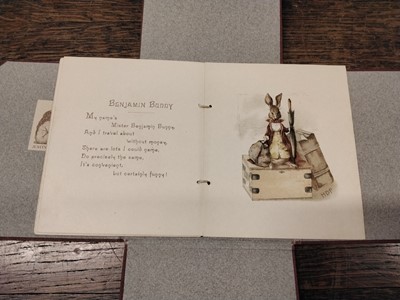 Benjamin Bunny
My name's
Mister Benjamin Bunny
And I travel about
without money,
There are lots I could name,
Do precisely the same,
It's convenient,
but certainly funny!